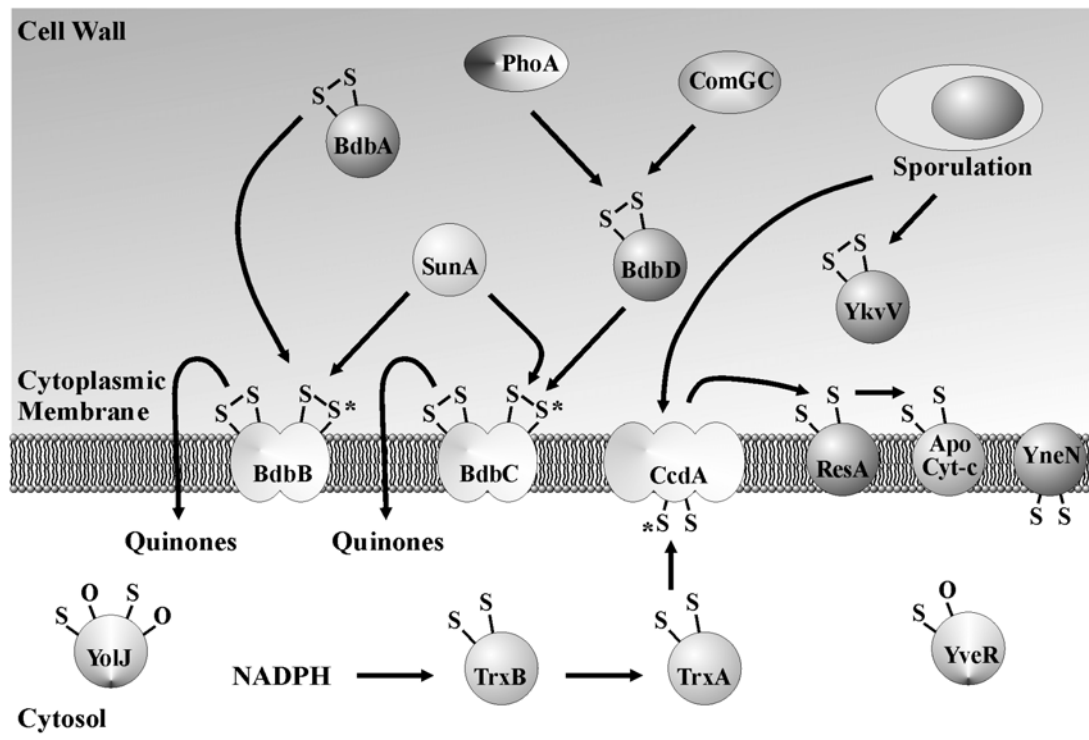 Cell Wall
PhoA
ComGC
S S
BdbA
Sporulation
S S
BdbD
SunA
S S
YkvV
Cytoplasmic
Membrane
S S S S *
BdbB
S S S S *
BdbC
CcdA
* S S
S S
ResA
S S
Apo
Cyt-c
YneN
S S
Quinones
Quinones
S O S O
YolJ
NADPH
S S
TrxB
S S
TrxA
S O
YveR
Cytosol